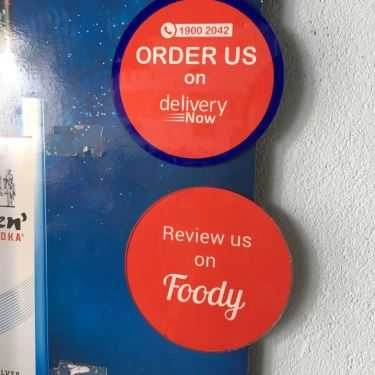 1900 2042
ORDER US
on
delivery
Now
Review us
on
Foody